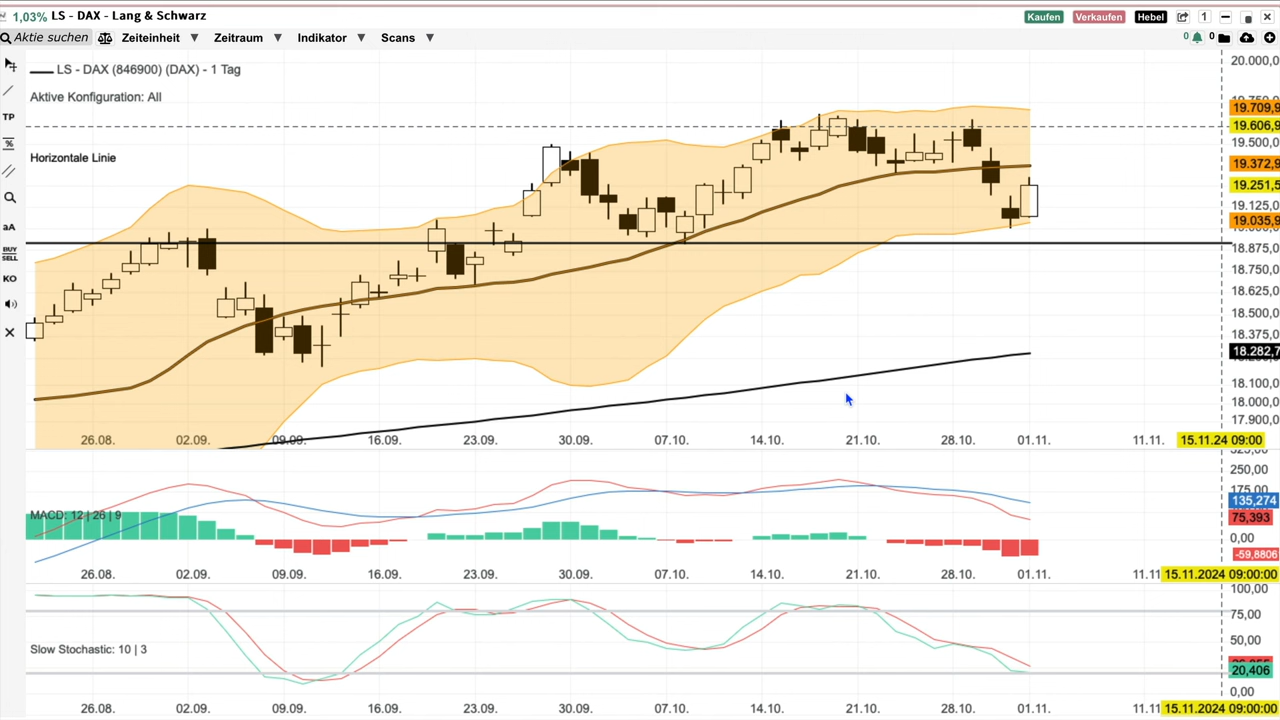 1,03% LS - DAX - Lang & Schwarz
Kaufen Verkaufen Hebel 1
Aktie suchen Zeiteinheit Zeitraum Indikator Scans 0 0
LS - DAX (846900) (DAX) - 1 Tag
Aktive Konfiguration: All
Horizontale Linie
TP
%
aA
BUY
SELL
KO
20.000,0
19.709,9
19.606,9
19.500,0
19.372,9
19.251,5
19.125,0
19.035,9
18.875,0
18.750,0
18.625,0
18.500,0
18.375,0
18.282,7
18.100,0
18.000,0
17.900,0
26.08. 02.09. 09.09. 16.09. 23.09. 30.09. 07.10. 14.10. 21.10. 28.10. 01.11. 11.11. 15.11.24 09:00
250,00
175,00
135,274
MACD: 12 | 26 | 9
75,393
0,00
-59,8806
26.08. 02.09. 09.09. 16.09. 23.09. 30.09. 07.10. 14.10. 21.10. 28.10. 01.11. 11.11 15.11.2024 09:00:00
100,00
75,00
50,00
Slow Stochastic: 10 | 3
20,406
0,00
26.08. 02.09. 09.09. 16.09. 23.09. 30.09. 07.10. 14.10. 21.10. 28.10. 01.11. 11.11 15.11.2024 09:00:00